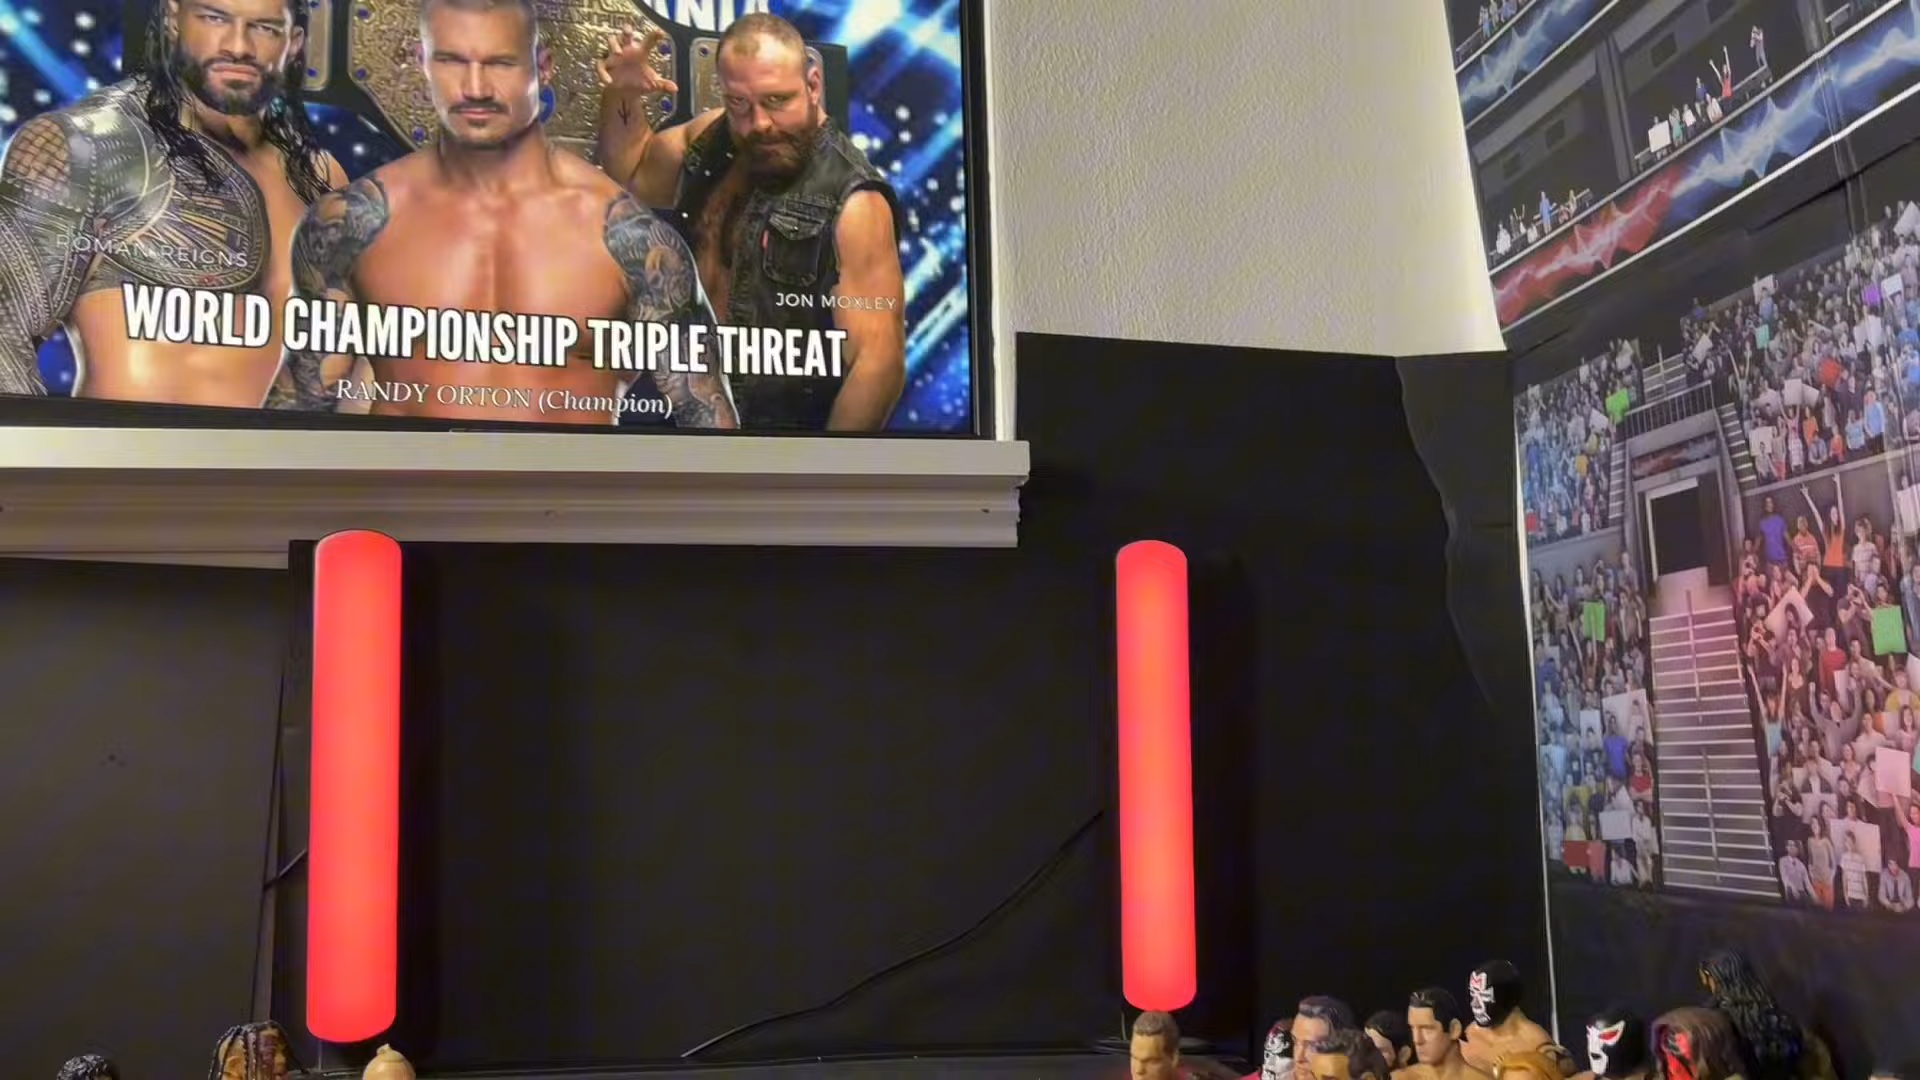 ROMAN REIGNS
JON MOXLEY
WORLD CHAMPIONSHIP TRIPLE THREAT
RANDY ORTON (Champion)